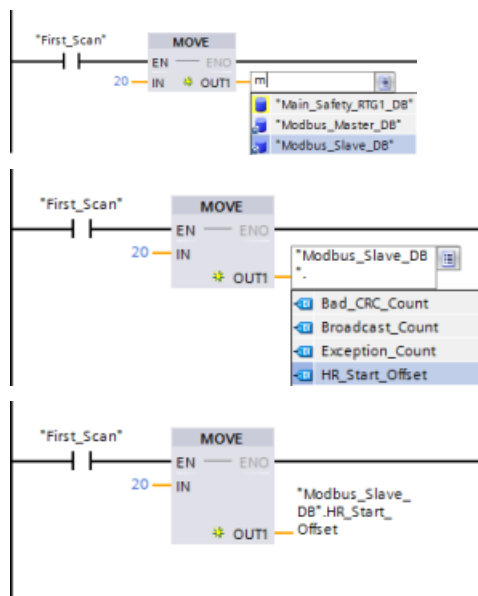 "First_Scan"
MOVE
EN ENO
20 IN OUT1 m
"Main_Safety_RTG1_DB"
"Modbus_Master_DB"
"Modbus_Slave_DB"
"First_Scan"
MOVE
EN ENO
20 IN
"Modbus_Slave_DB
".
OUT1
Bad_CRC_Count
Broadcast_Count
Exception_Count
HR_Start_Offset
"First_Scan"
MOVE
EN ENO
20 IN
"Modbus_Slave_
DB".HR_Start_
OUT1 Offset